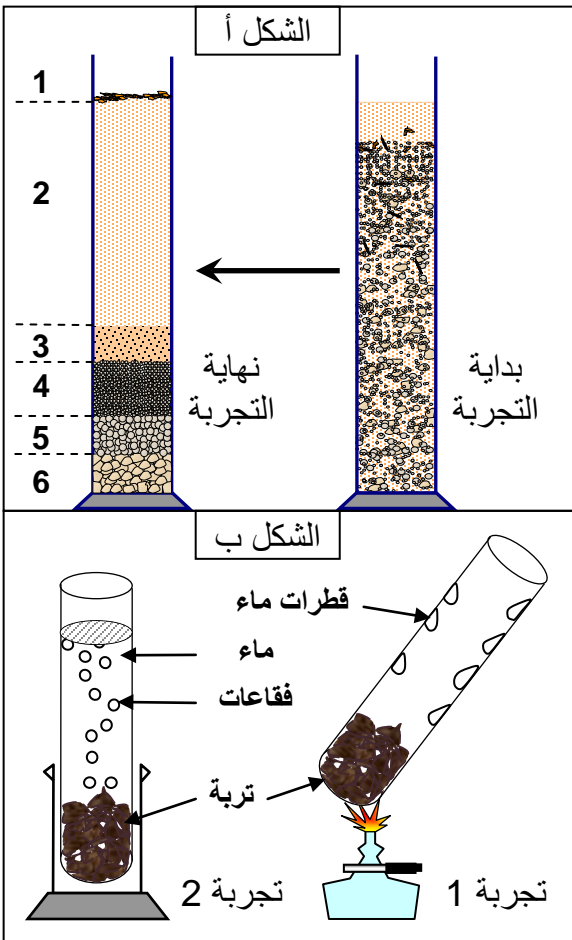 الشكل أ
1
2
3
4
5
6
نهاية
التجربة
بداية
التجربة
الشكل ب
قطرات ماء
ماء
فقاعات
تربة
تجربة 1
تجربة 2